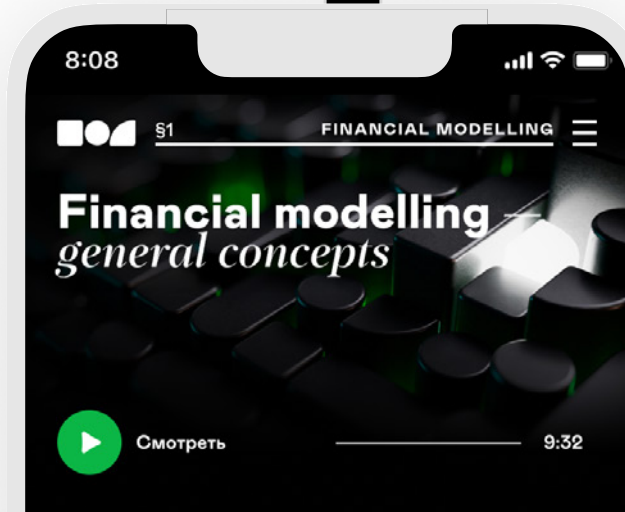 8:08
§1
FINANCIAL MODELLING
Financial modelling —
general concepts
Смотреть
9:32